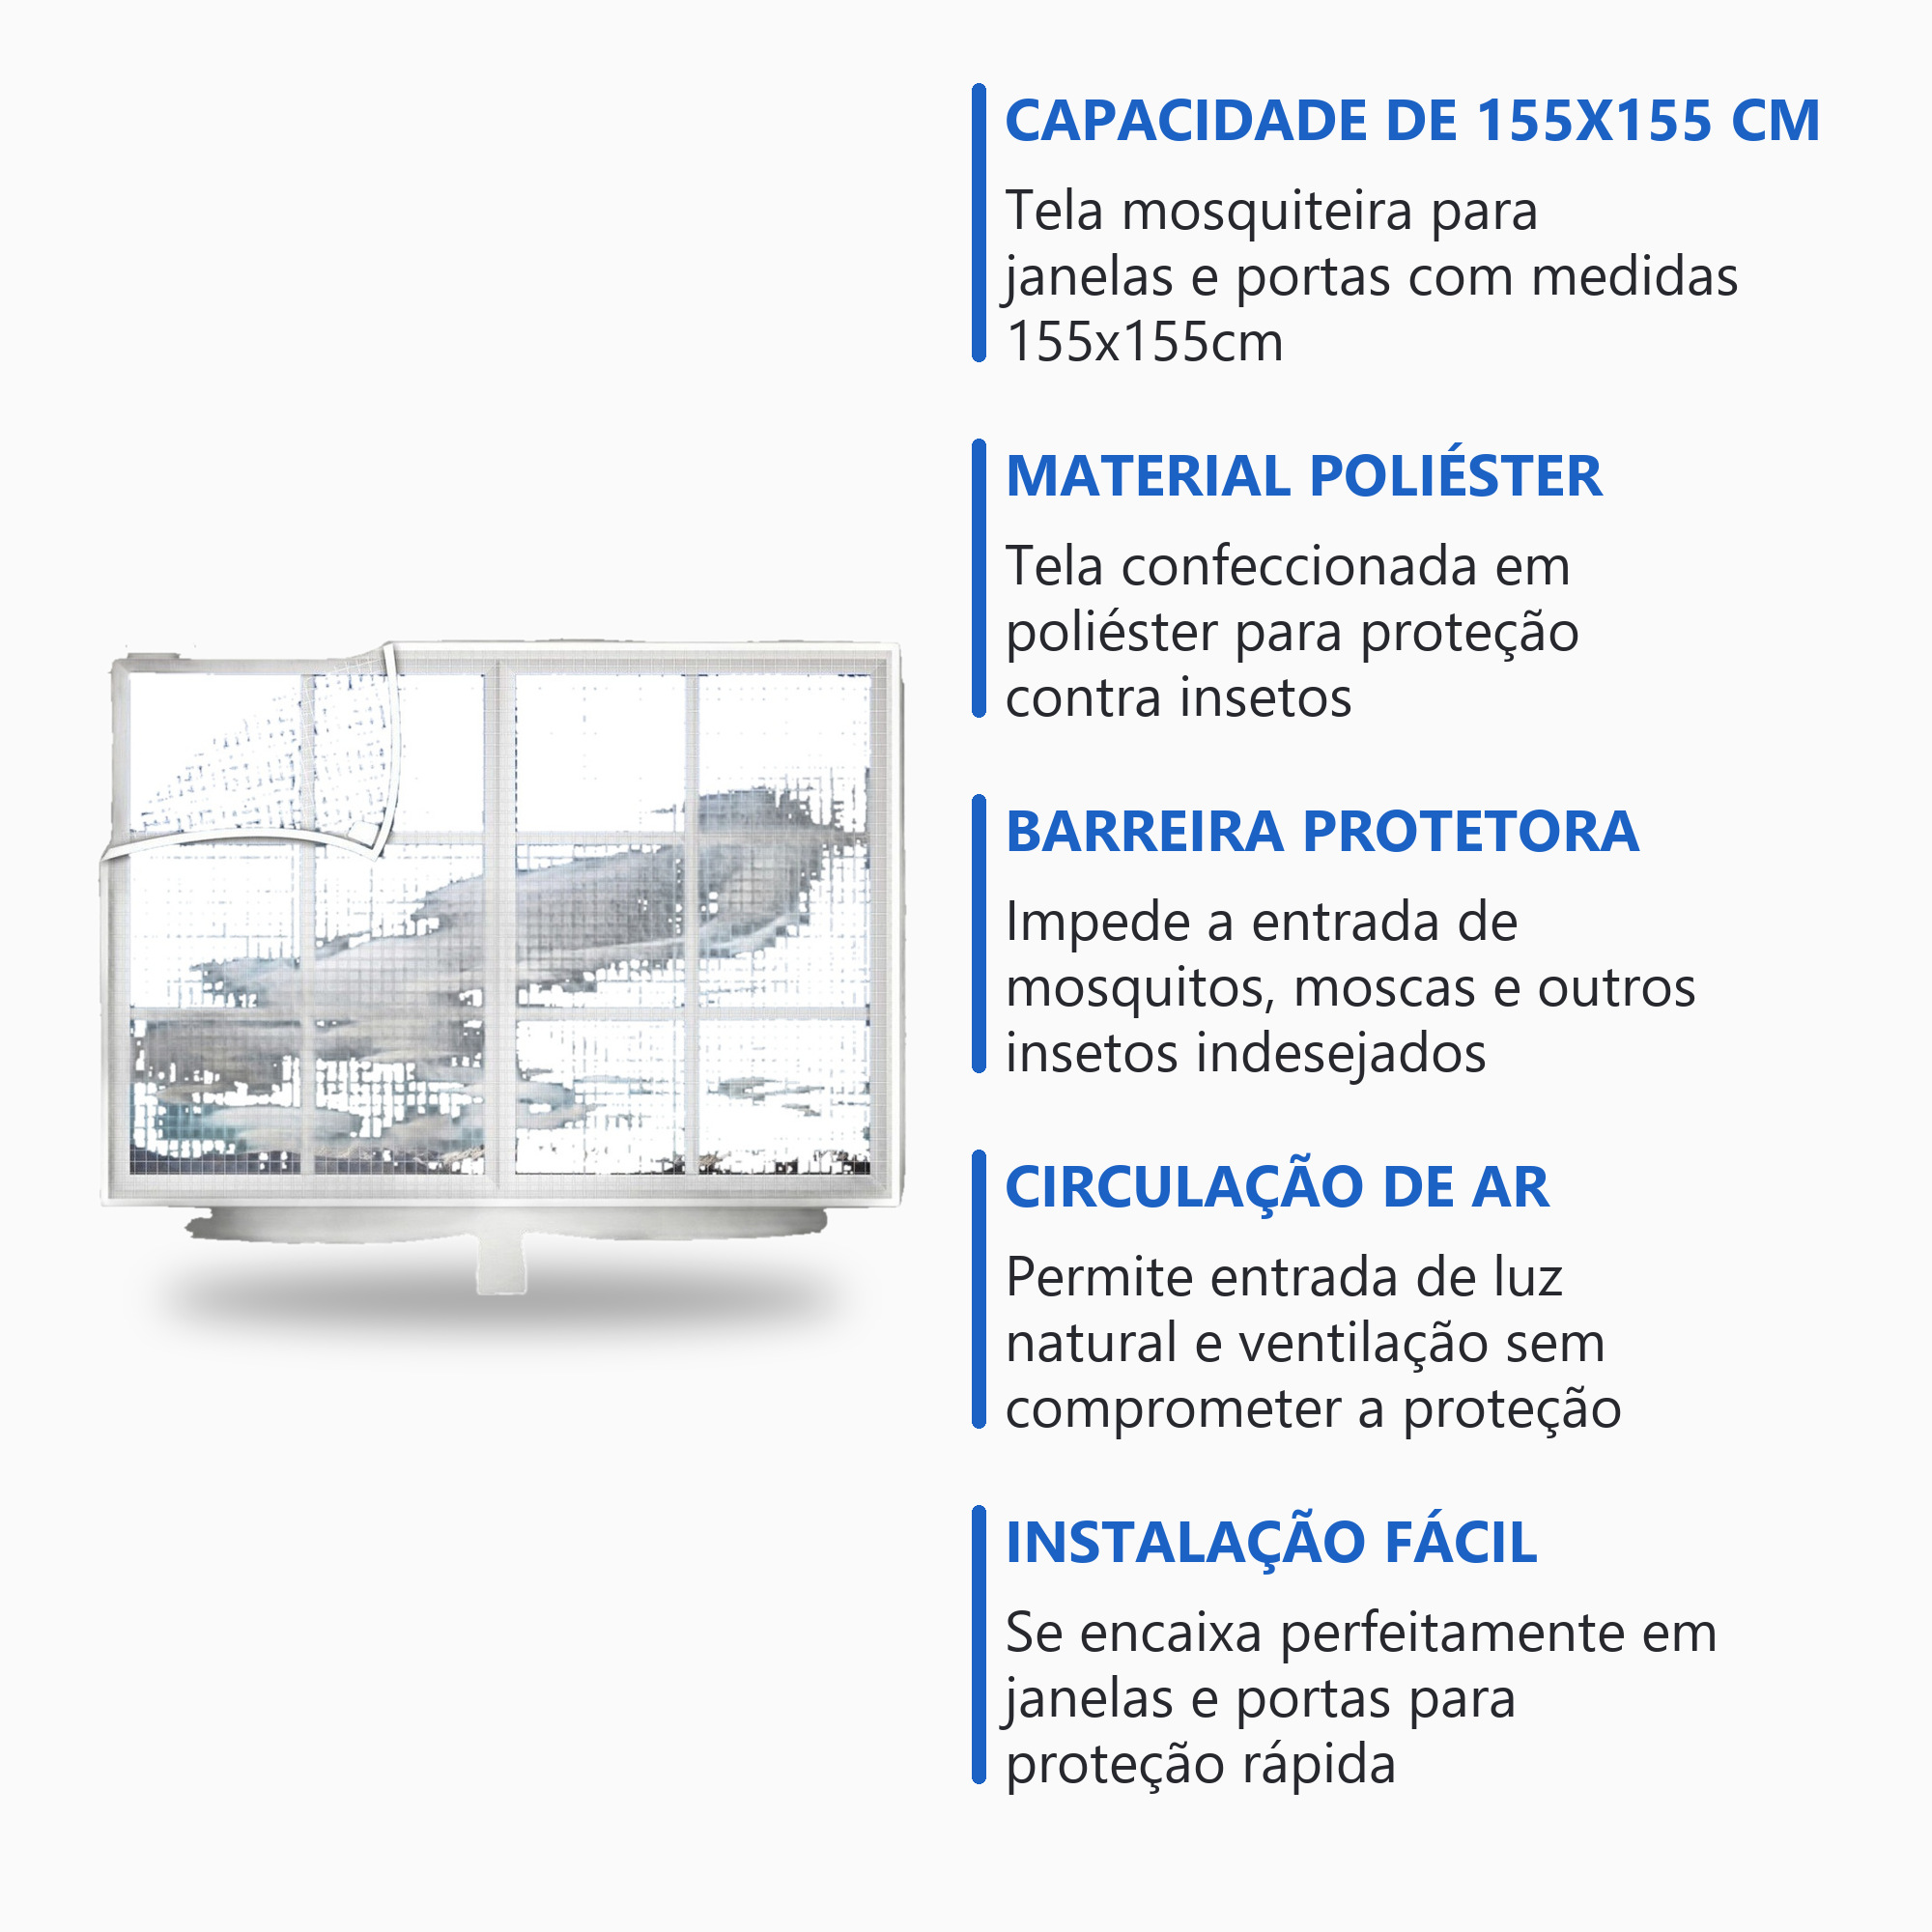 CAPACIDADE DE 155X155 CM
Tela mosquiteira para
janelas e portas com medidas
155x155cm
MATERIAL POLIÉSTER
Tela confeccionada em
poliéster para proteção
contra insetos
BARREIRA PROTETORA
Impede a entrada de
mosquitos, moscas e outros
insetos indesejados
CIRCULAÇÃO DE AR
Permite entrada de luz
natural e ventilação sem
comprometer a proteção
INSTALAÇÃO FÁCIL
Se encaixa perfeitamente em
janelas e portas para
proteção rápida